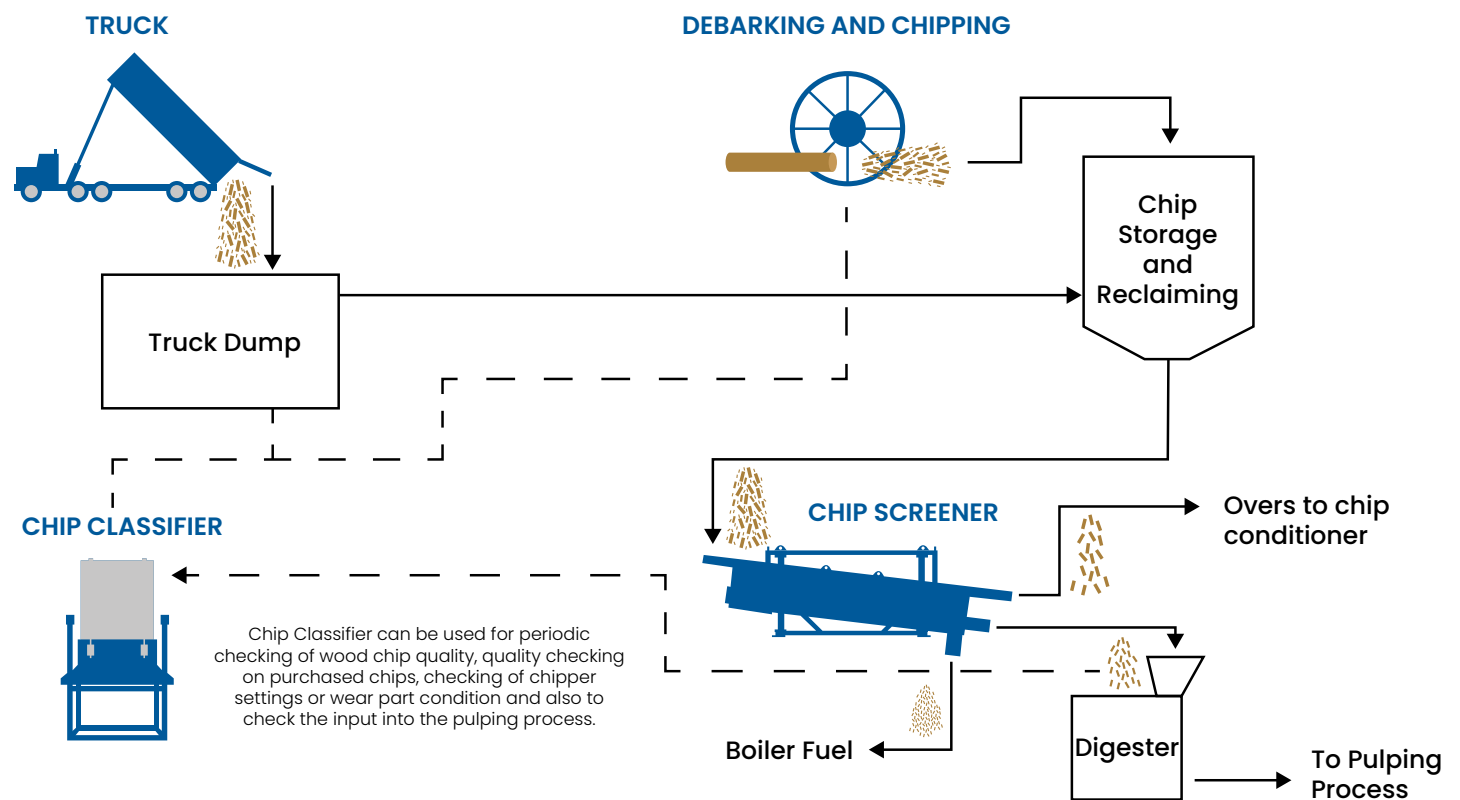 TRUCK
DEBARKING AND CHIPPING
Chip
Storage
and
Reclaiming
Truck Dump
CHIP CLASSIFIER
CHIP SCREENER
Overs to chip
conditioner
Chip Classifier can be used for periodic
checking of wood chip quality, quality checking
on purchased chips, checking of chipper
settings or wear part condition and also to
check the input into the pulping process.
Boiler Fuel
Digester
To Pulping
Process